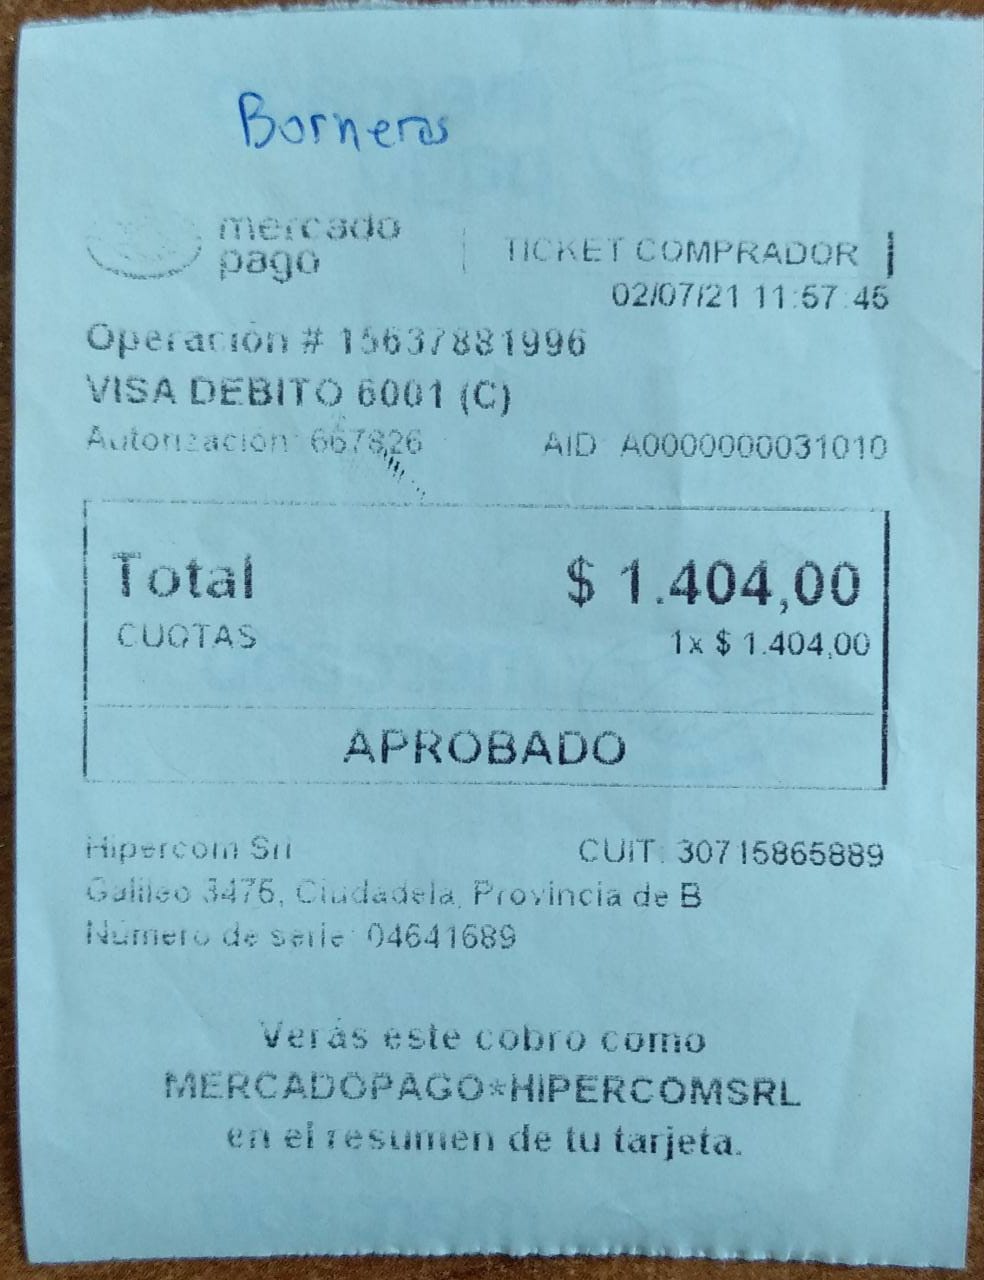 Borneras
mercado
pago
TICKET COMPRADOR
02/07/21 11:57:45
Operación # 15637881996
VISA DEBITO 6001 (C)
Autorización: 667826 AID A0000000031010
Total $ 1.404,00
CUOTAS 1x $ 1.404,00
APROBADO
Hipercom Srl CUIT: 30715865889
Galileo 3476, Ciudadela, Provincia de B
Número de serie: 04641689
Verás este cobro como
MERCADOPAGO*HIPERCOMSRL
en el resumen de tu tarjeta.